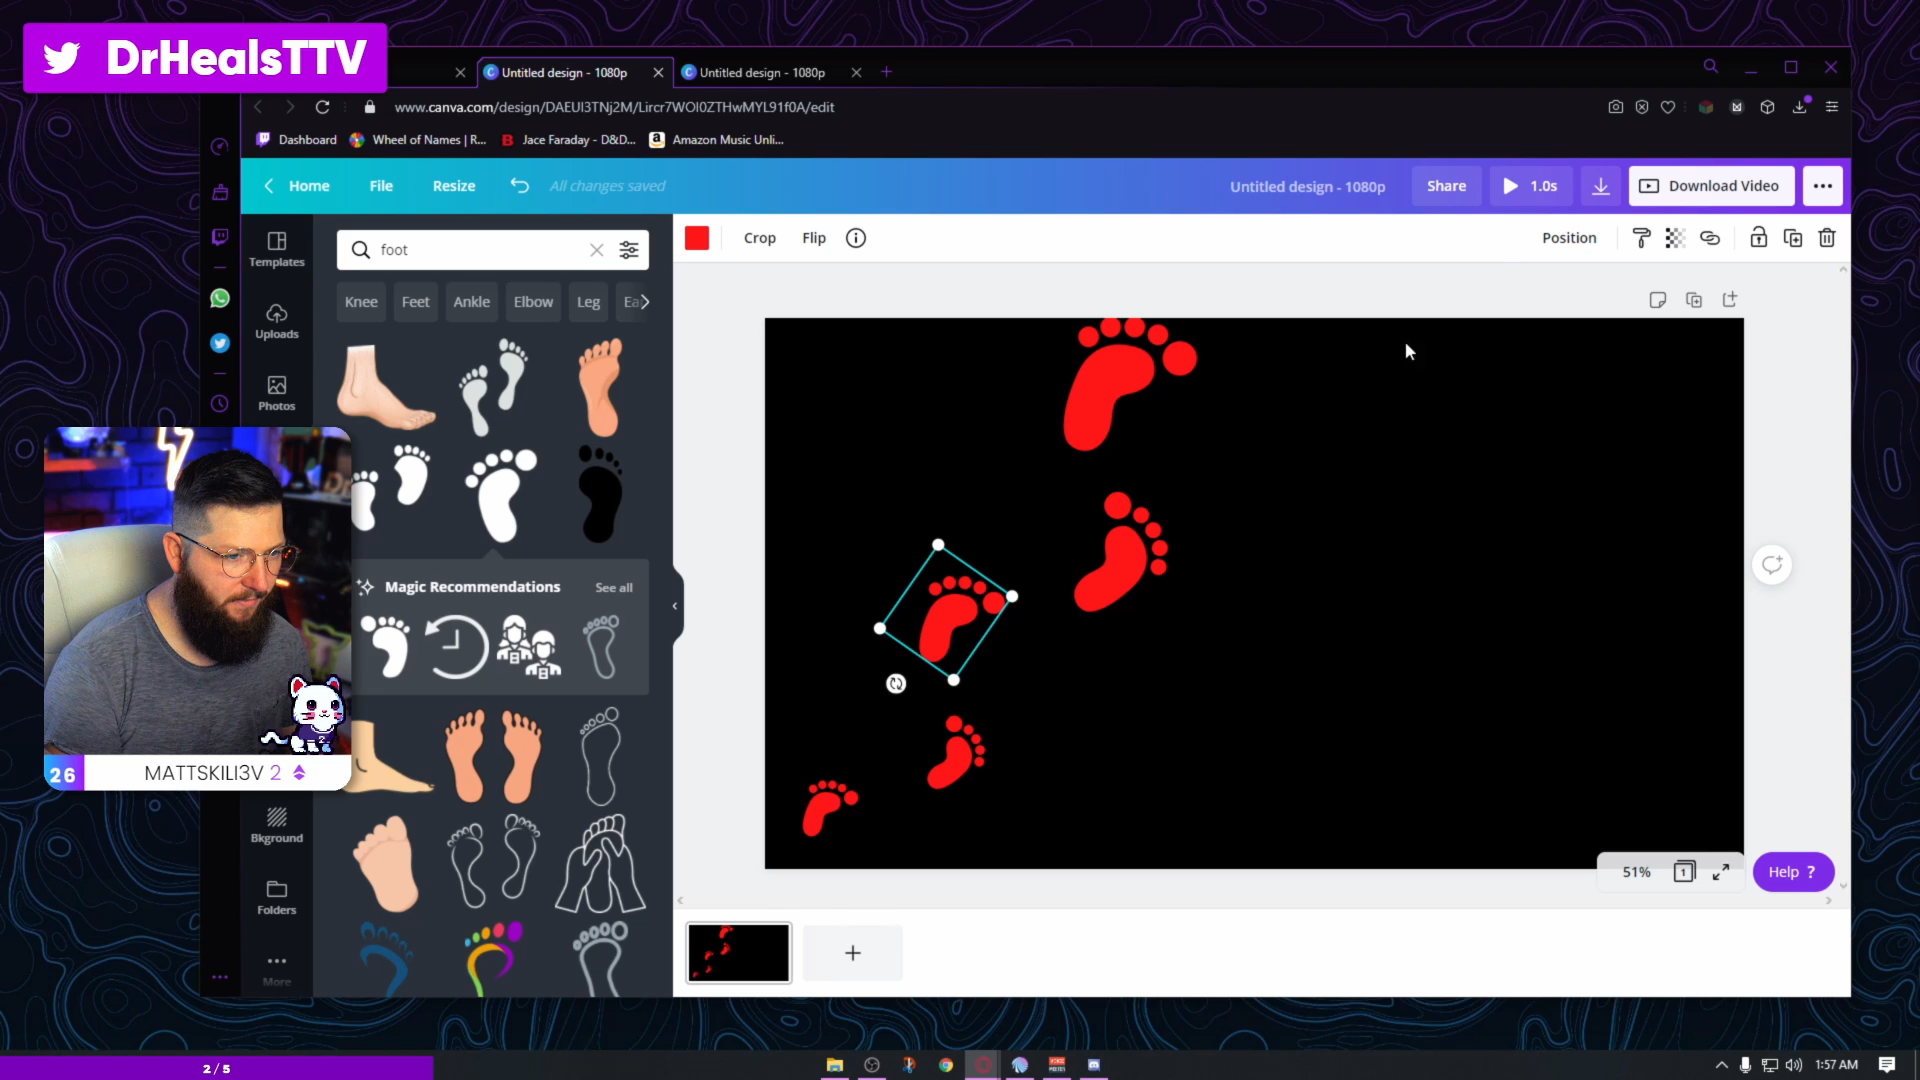 DrHealsTTV
Untitled design - 1080p
Untitled design - 1080p
www.canva.com/design/DAEUI3TNj2M/Lircr7WOI0ZTHwMYL91f0A/edit
Dashboard
Wheel of Names | R...
Jace Faraday - D&D...
Amazon Music Unli...
Home
File
Resize
All changes saved
Untitled design - 1080p
Share
1.0s
Download Video
Templates
foot
Crop
Flip
Position
Knee
Feet
Ankle
Elbow
Leg
Ea
Uploads
Photos
Magic Recommendations
See all
26
MATTSKILI3V 2
Bkground
Folders
More
51%
1
Help ?
2 / 5
1:57 AM